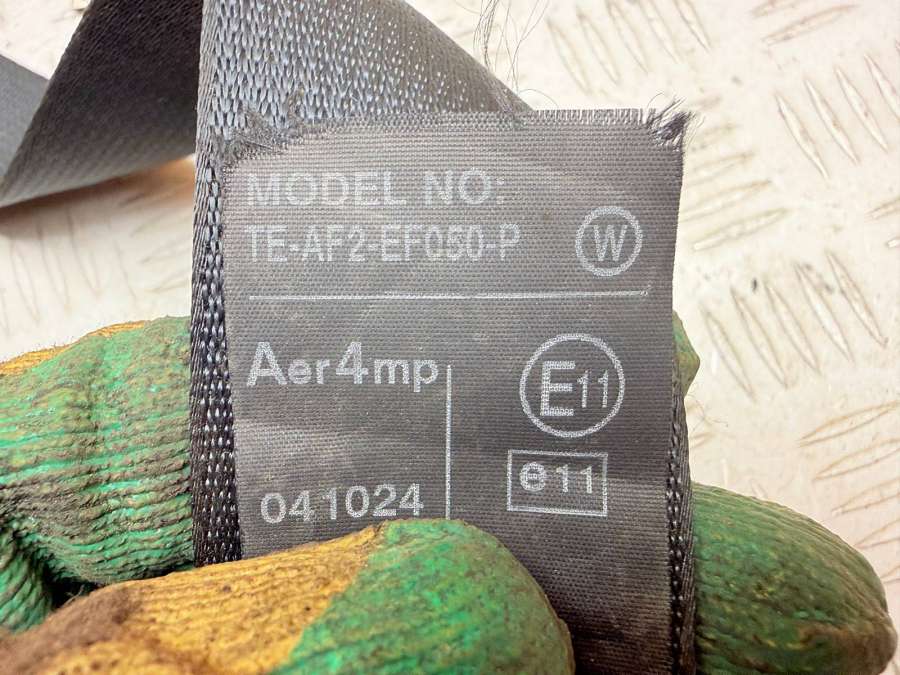 MODEL NO:
TE-AF2-EF050-P
W
Aer4mp
E11
e11
041024